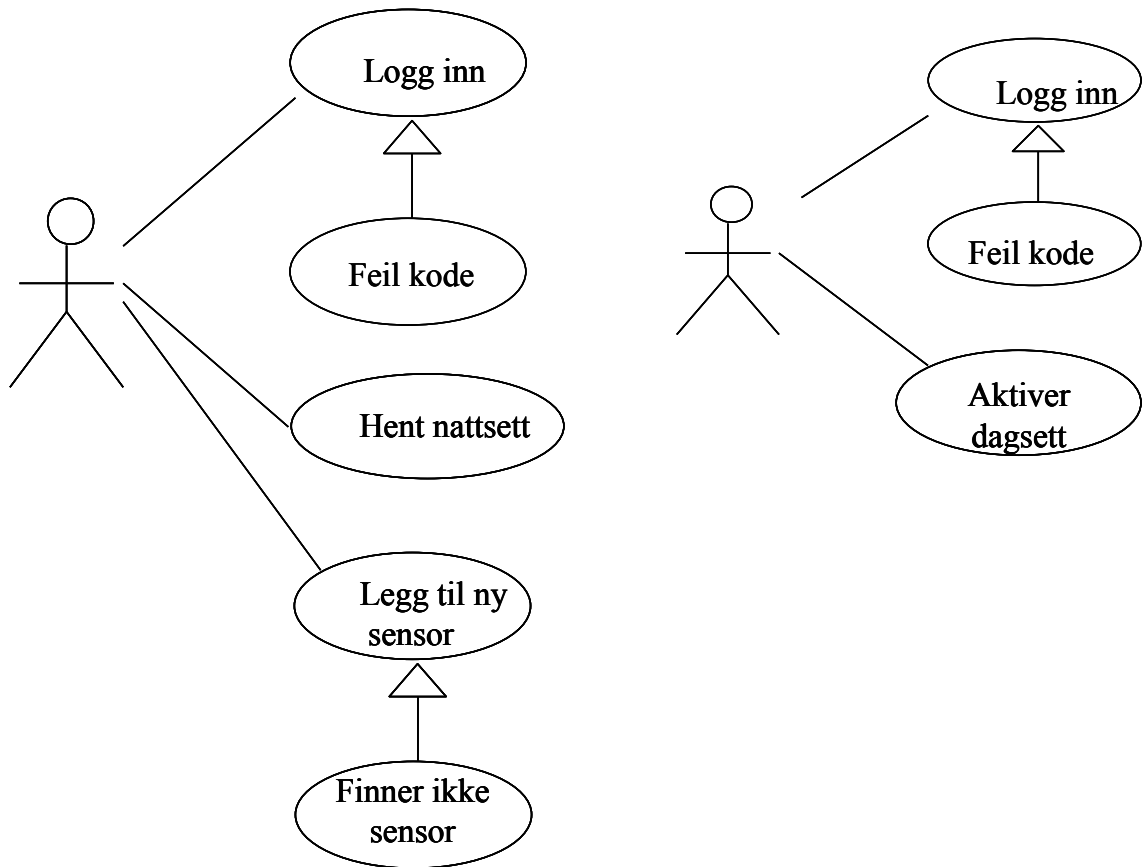 Logg inn
Feil kode
Hent nattsett
Legg til ny
sensor
Finner ikke
sensor
Logg inn
Feil kode
Aktiver
dagsett